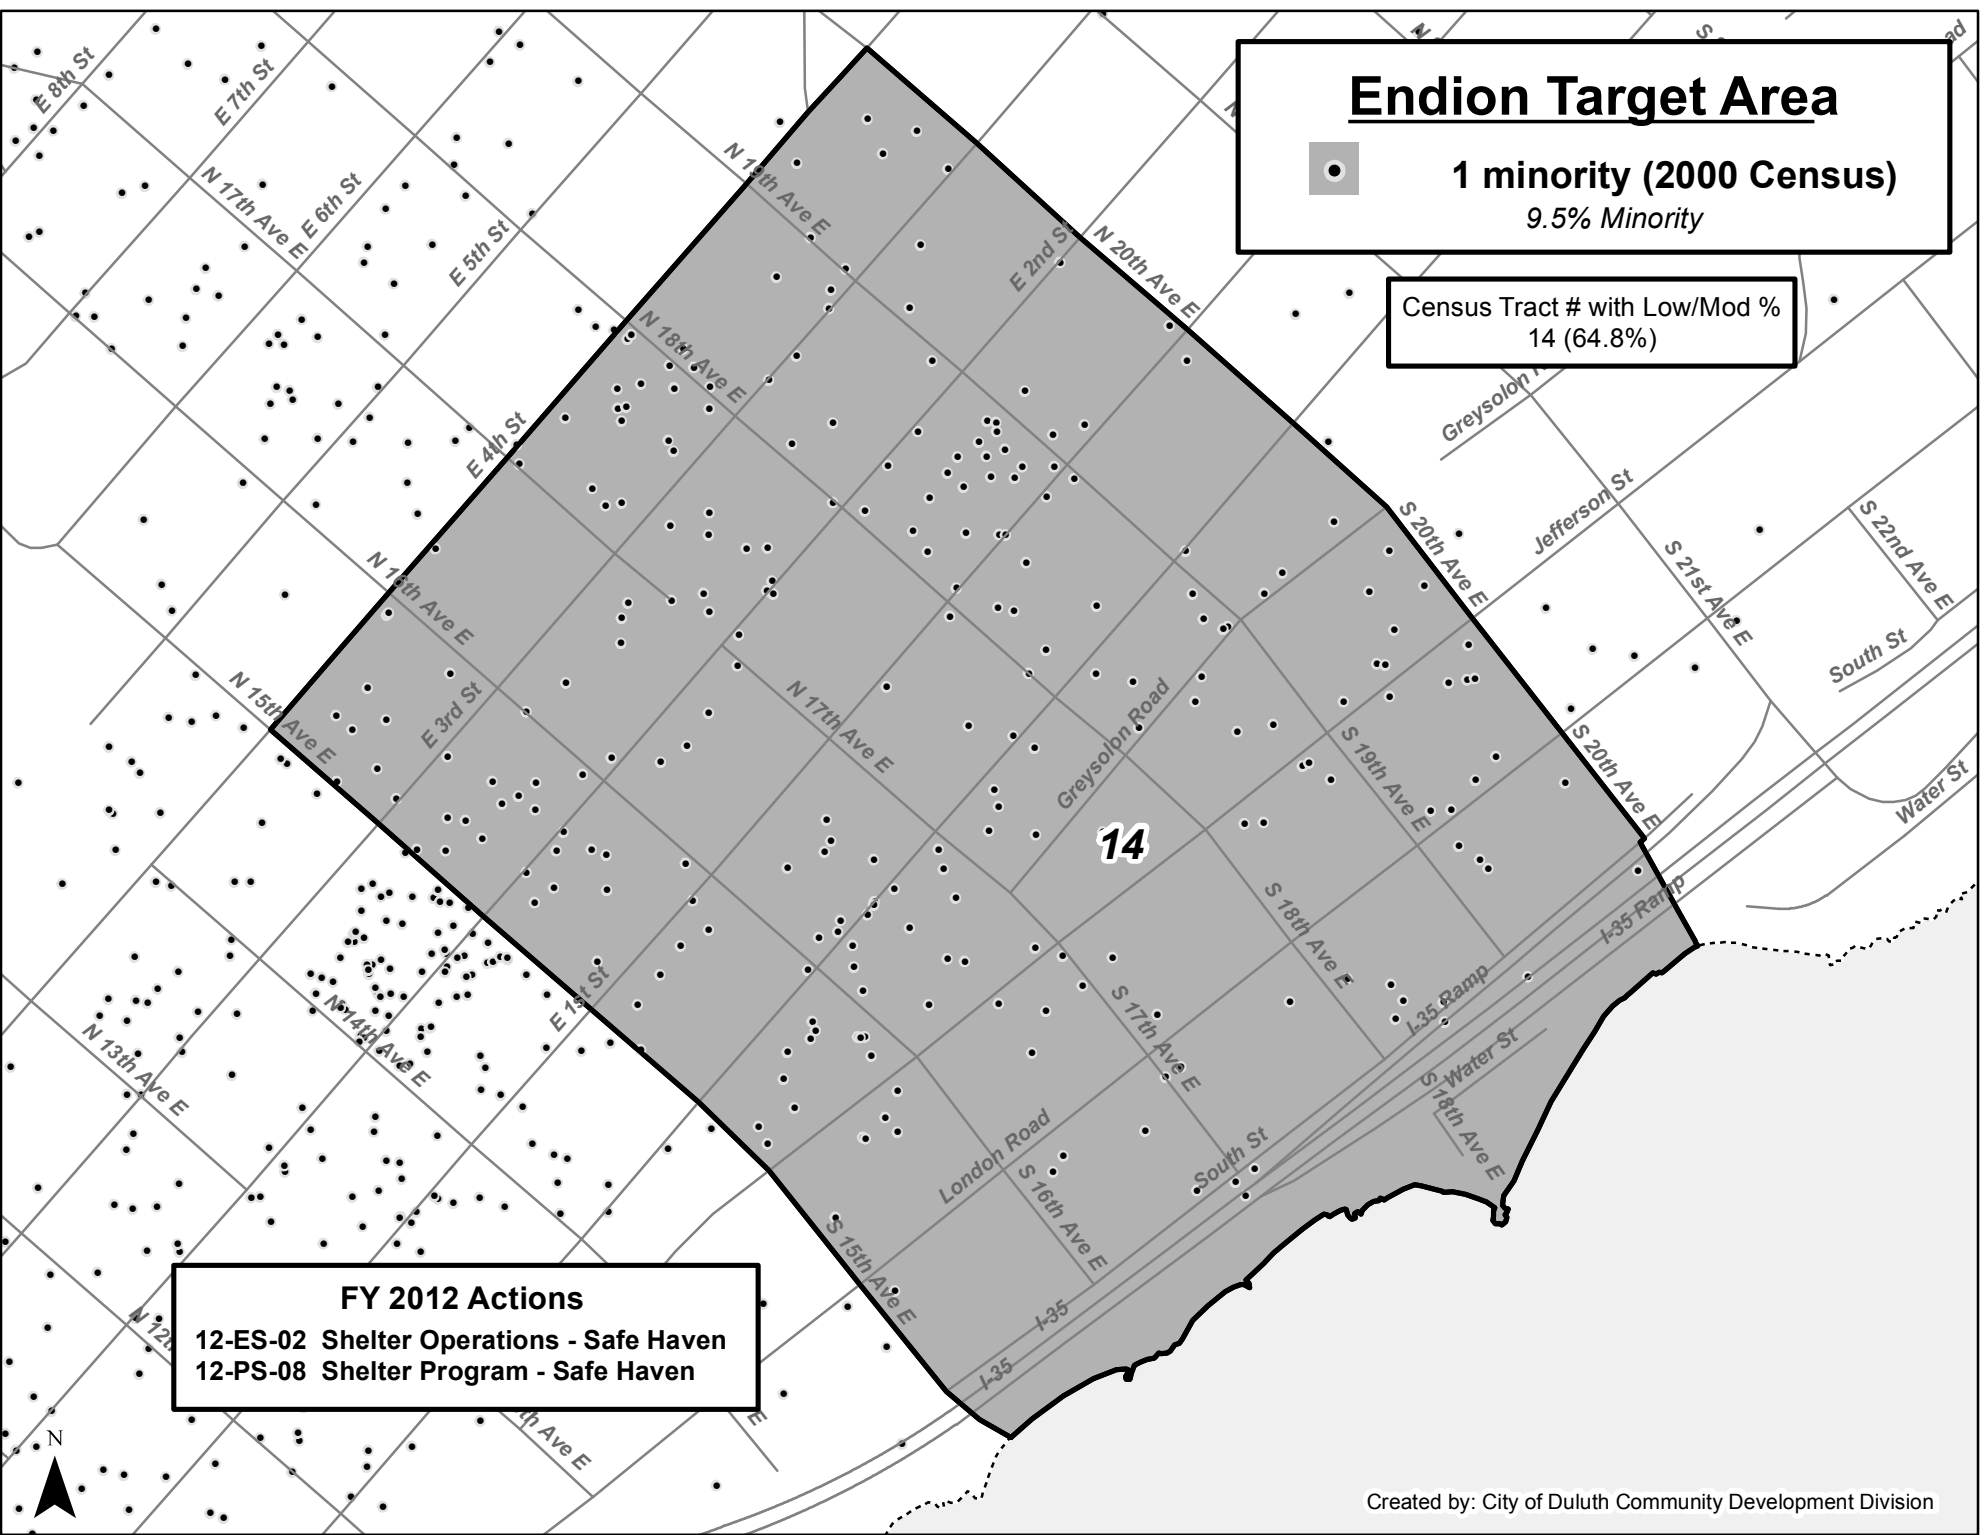 Endion Target Area
1 minority (2000 Census)
9.5% Minority
Census Tract # with Low/Mod %
14 (64.8%)
E 8th St
E 7th St
N 17th Ave E
E 6th St
E 5th St
N 19th Ave E
E 2nd St
N 20th Ave E
N 18th Ave E
E 4th St
Jefferson St
S 20th Ave E
S 21st Ave E
S 22nd Ave E
South St
N 16th Ave E
N 15th Ave E
E 3rd St
N 17th Ave E
Greysolon Road
S 19th Ave E
S 20th Ave E
Water St
14
S 18th Ave E
I-35 Ramp
I-35 Ramp
Water St
S 18th Ave E
E 1st St
N 14th Ave E
N 13th Ave E
S 17th Ave E
London Road
South St
S 16th Ave E
S 15th Ave E
I-35
I-35
Greysolon
N 12th
th Ave E
E
FY 2012 Actions
12-ES-02 Shelter Operations - Safe Haven
12-PS-08 Shelter Program - Safe Haven
N
Created by: City of Duluth Community Development Division